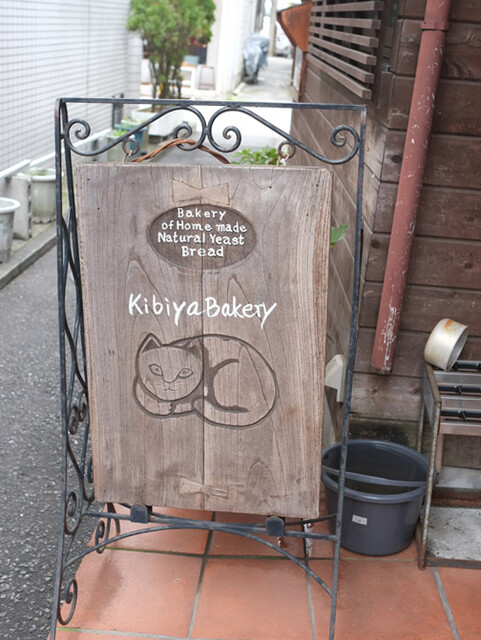 Bakery
of Home made
Natural Yeast
Bread
Kibiya Bakery